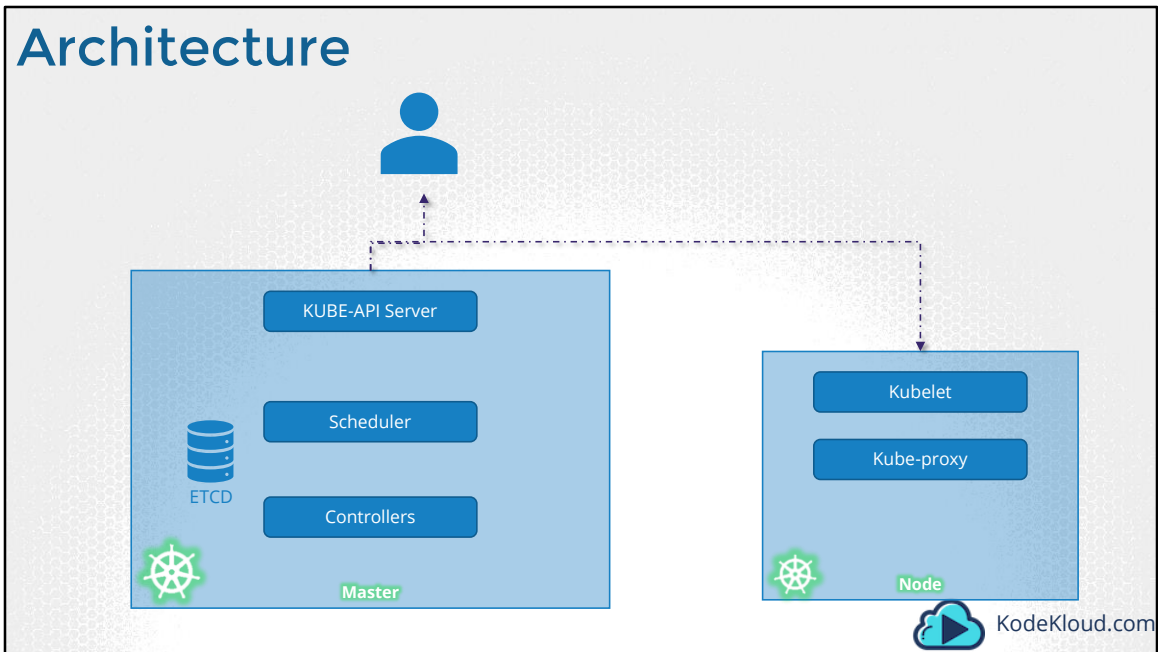 Architecture
KUBE-API Server
Scheduler
ETCD
Controllers
Master
Kubelet
Kube-proxy
Node
KodeKloud.com